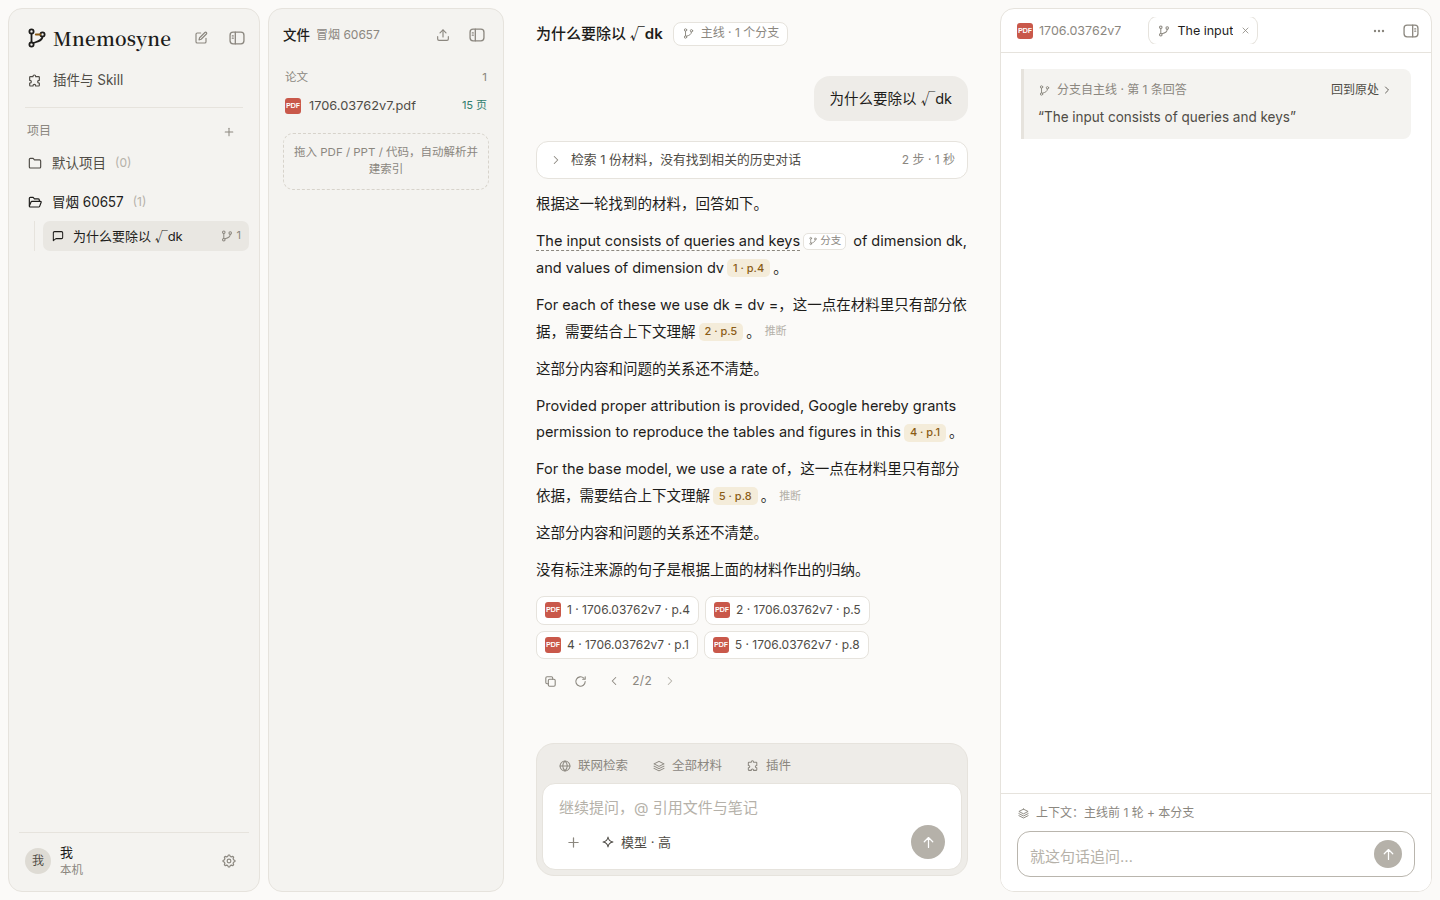 Mnemosyne
插件与 Skill
项目
默认项目 (0)
冒烟 60657 (1)
为什么要除以 √dk
1
我
我
本机
文件 冒烟 60657
论文 1
PDF 1706.03762v7.pdf 15 页
拖入 PDF / PPT / 代码，自动解析并
建索引
为什么要除以 √dk 主线 · 1 个分支
为什么要除以 √dk
检索 1 份材料，没有找到相关的历史对话 2 步 · 1 秒
根据这一轮找到的材料，回答如下。
The input consists of queries and keys 分支 of dimension dk,
and values of dimension dv 1 · p.4 。
For each of these we use dk = dv =，这一点在材料里只有部分依
据，需要结合上下文理解 2 · p.5 。 推断
这部分内容和问题的关系还不清楚。
Provided proper attribution is provided, Google hereby grants
permission to reproduce the tables and figures in this 4 · p.1 。
For the base model, we use a rate of，这一点在材料里只有部分
依据，需要结合上下文理解 5 · p.8 。 推断
这部分内容和问题的关系还不清楚。
没有标注来源的句子是根据上面的材料作出的归纳。
PDF 1 · 1706.03762v7 · p.4 PDF 2 · 1706.03762v7 · p.5
PDF 4 · 1706.03762v7 · p.1 PDF 5 · 1706.03762v7 · p.8
2/2
联网检索 全部材料 插件
继续提问，@ 引用文件与笔记
模型 · 高
PDF 1706.03762v7 The input ×
分支自主线 · 第 1 条回答 回到原处
“The input consists of queries and keys”
上下文：主线前 1 轮 + 本分支
就这句话追问...